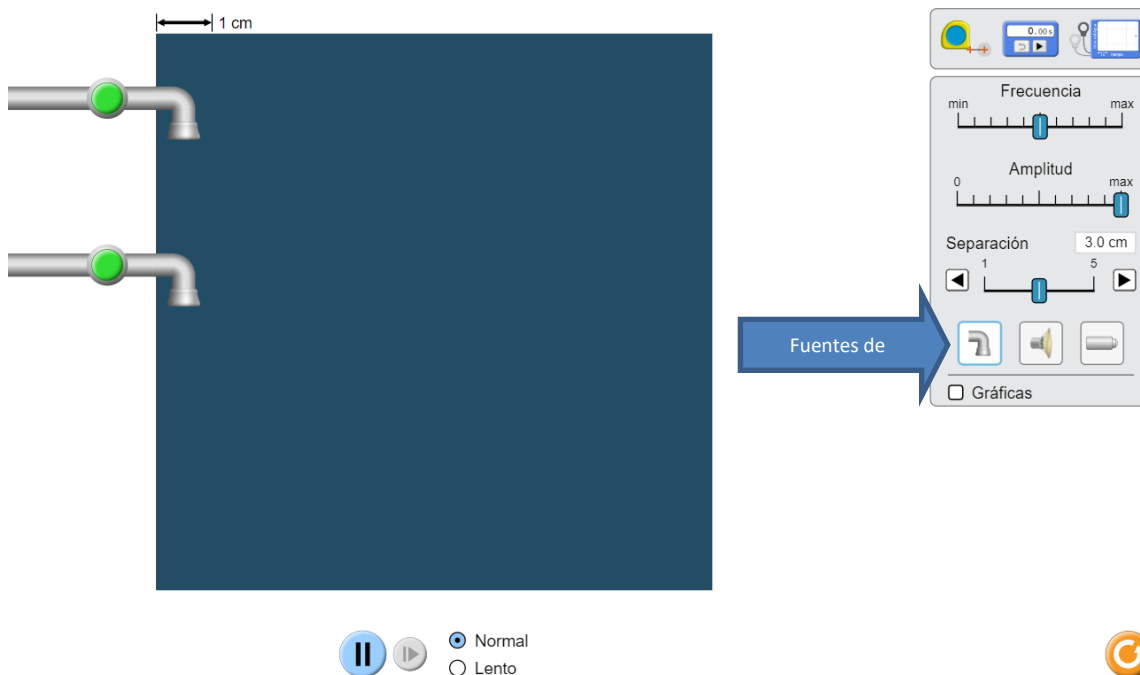 1 cm
0.00 s
Frecuencia
min max
Amplitud
0 max
Separación 3.0 cm
1 5
Fuentes de
Gráficas
Normal
Lento